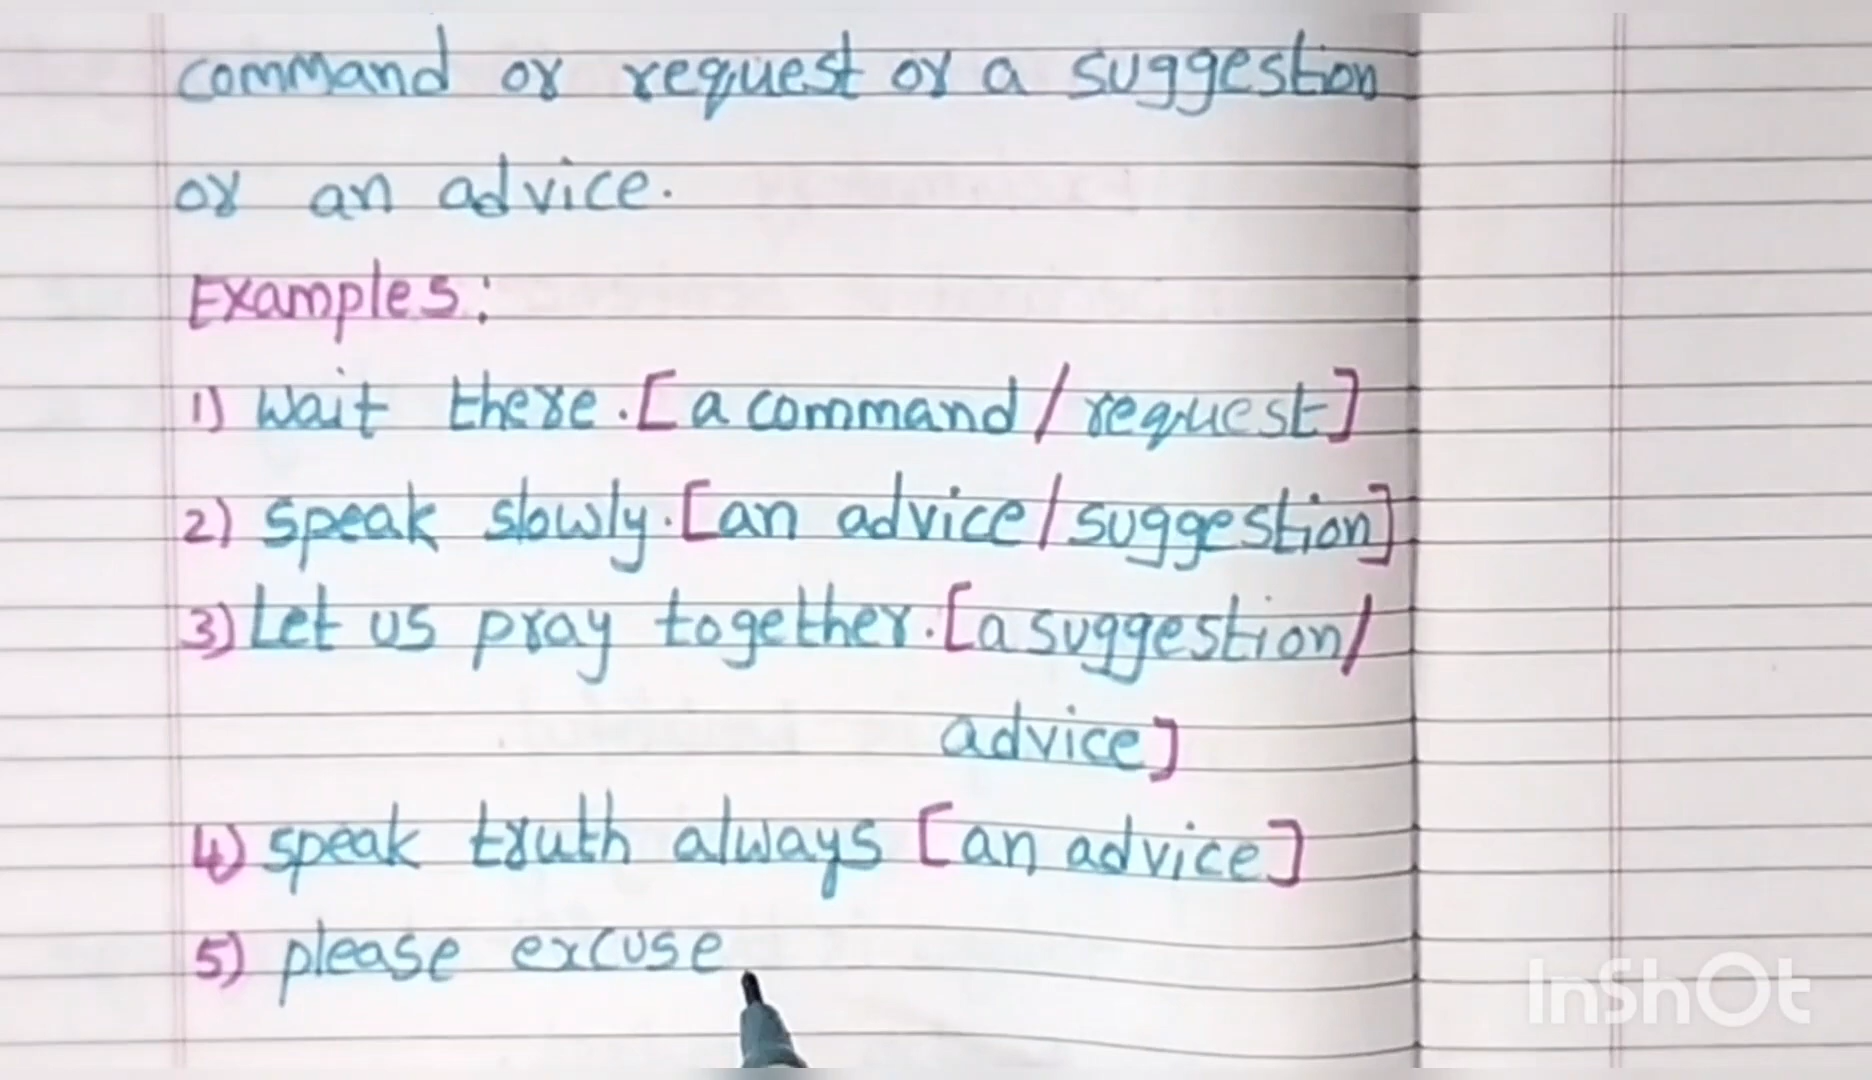 command or request or a suggestion
or an advice.
Examples:
1) Wait there. [a command/request]
2) speak slowly. [an advice/suggestion]
3) Let us pray together. [a suggestion/
advice]
4) speak truth always [an advice]
5) please excuse
InShOt